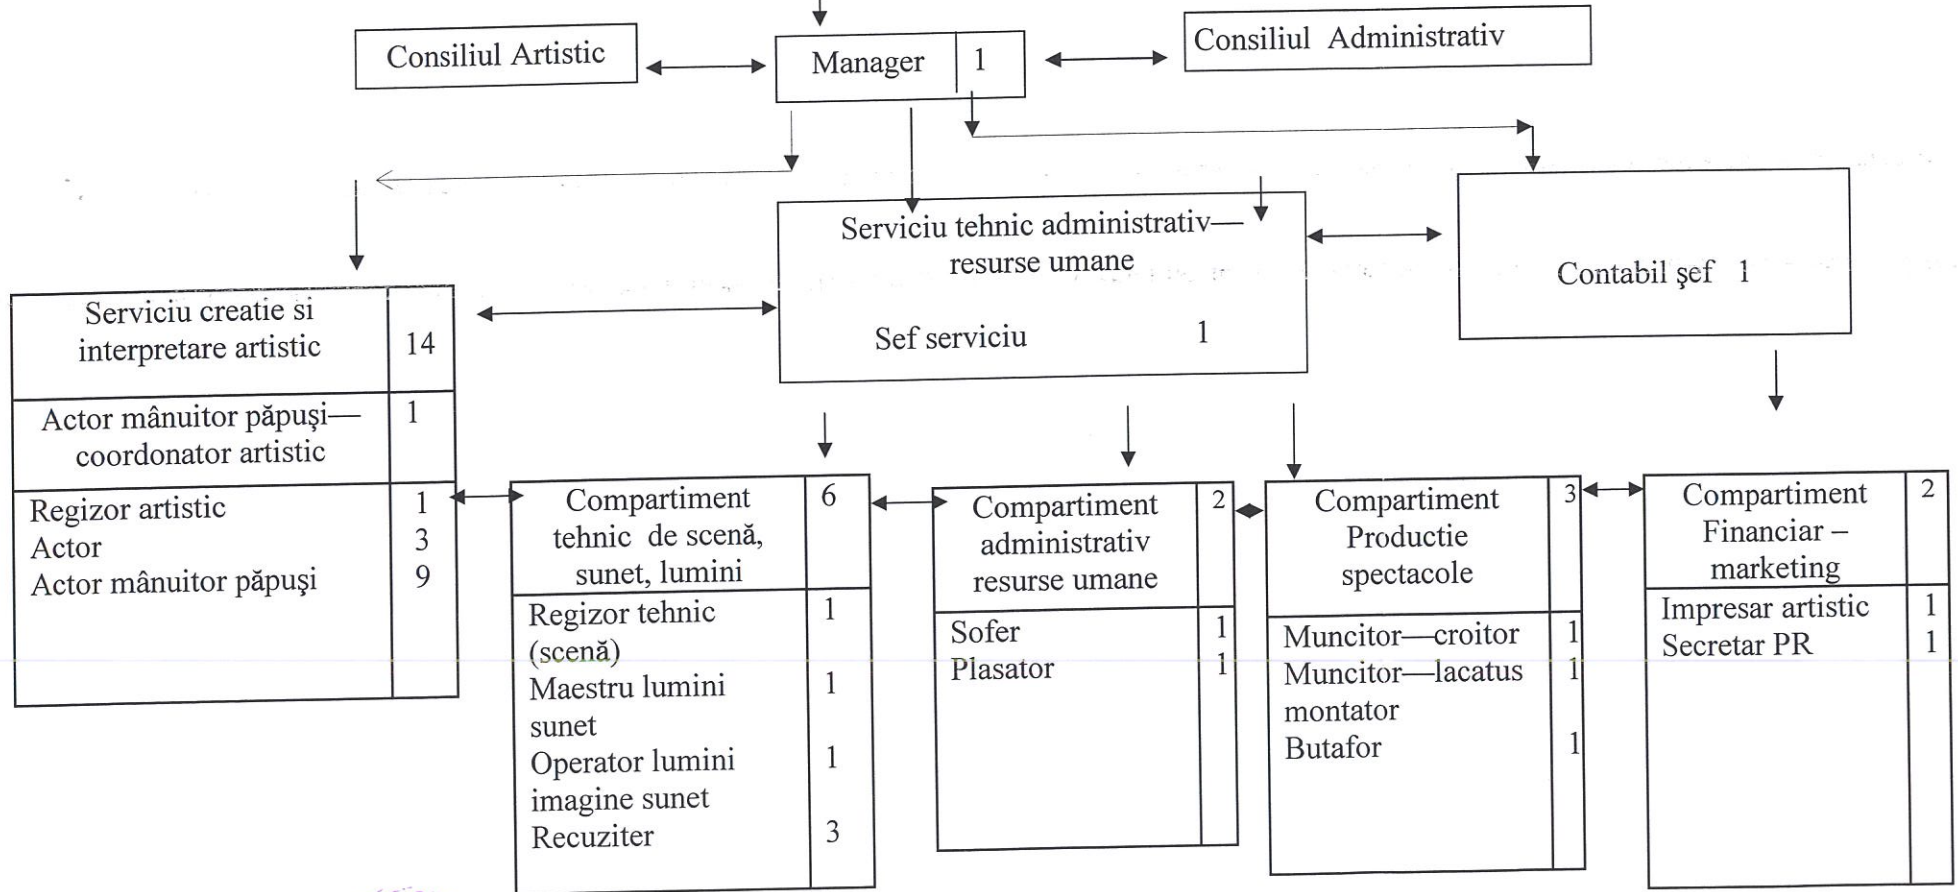 Consiliul Artistic
Manager 1
Consiliul Administrativ
Serviciu tehnic administrativ—
resurse umane
Sef serviciu 1
Contabil şef 1
Serviciu creatie si
interpretare artistic 14
Actor mânuitor păpuşi— 1
coordonator artistic
Regizor artistic 1
Actor 3
Actor mânuitor păpuşi 9
Compartiment 6
tehnic de scenă,
sunet, lumini
Regizor tehnic 1
(scenă)
Maestru lumini 1
sunet
Operator lumini 1
imagine sunet
Recuziter 3
Compartiment 2
administrativ
resurse umane
Sofer 1
Plasator 1
Compartiment 3
Productie
spectacole
Muncitor—croitor 1
Muncitor—lacatus 1
montator
Butafor 1
Compartiment 2
Financiar –
marketing
Impresar artistic 1
Secretar PR 1